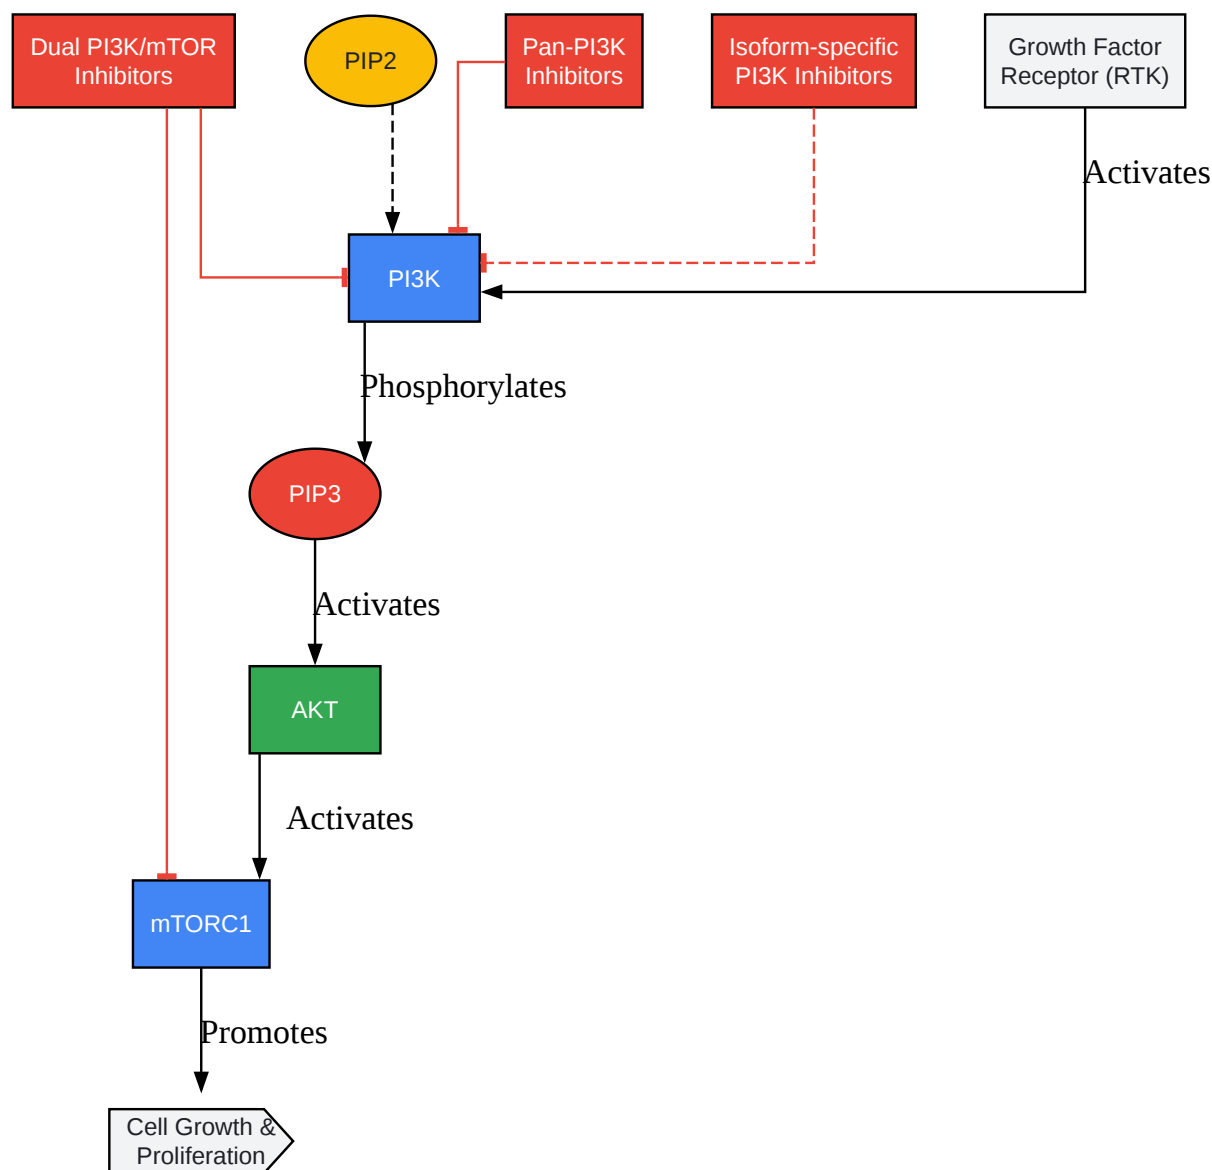 Dual PI3K/mTOR
Inhibitors
PIP2
Pan-PI3K
Inhibitors
Isoform-specific
PI3K Inhibitors
Growth Factor
Receptor (RTK)
Activates
PI3K
Phosphorylates
PIP3
Activates
AKT
Activates
mTORC1
Promotes
Cell Growth &
Proliferation